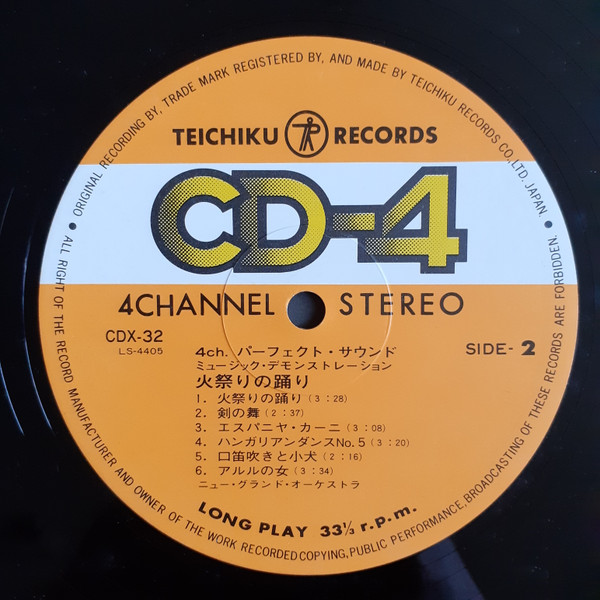 ORIGINAL RECORDING BY, TRADE MARK REGISTERED BY, AND MADE BY TEICHIKU RECORDS CO., LTD. JAPAN.
TEICHIKU RECORDS
CD-4
4CHANNEL STEREO
CDX-32
LS-4405
SIDE- 2
4ch. パーフェクト・サウンド
ミュージック・デモンストレーション
火祭りの踊り
1. 火祭りの踊り (3:28)
2. 剣の舞 (2:37)
3. エスパニヤ・カーニ (3:08)
4. ハンガリアンダンスNo.5 (3:20)
5. 口笛吹きと小犬 (2:16)
6. アルルの女 (3:34)
ニュー・グランド・オーケストラ
LONG PLAY 33⅓ r.p.m.
ALL RIGHT OF THE RECORD MANUFACTURER AND OWNER OF THE WORK RECORDED COPYING, PUBLIC PERFORMANCE, BROADCASTING OF THESE RECORDS ARE FORBIDDEN.